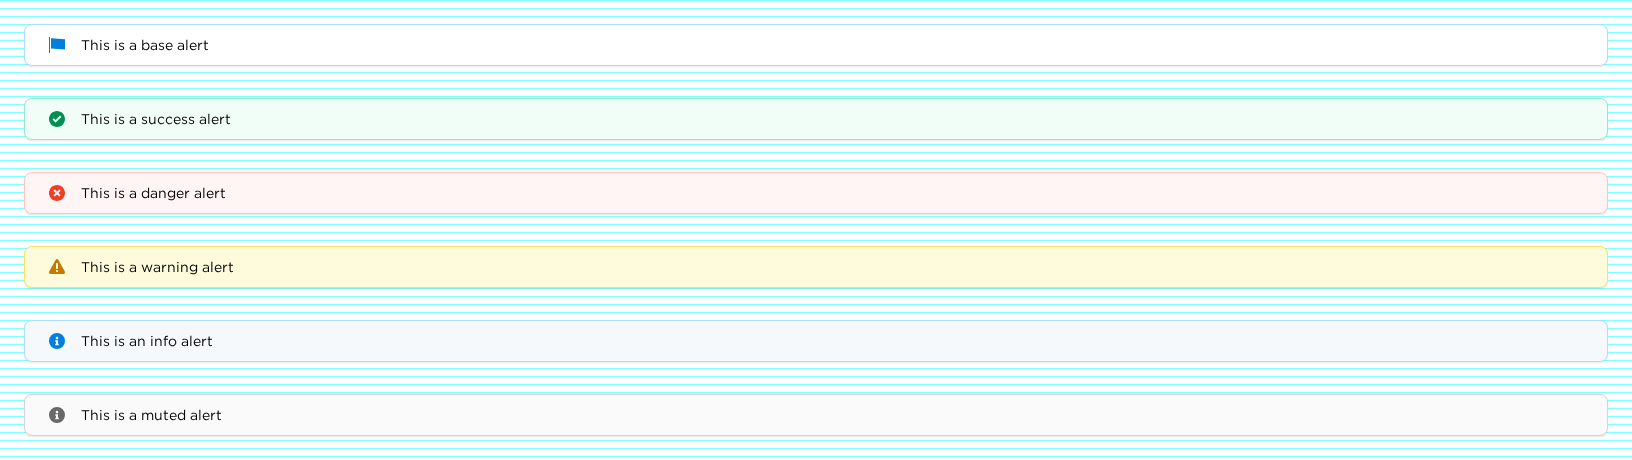 This is a base alert
This is a success alert
This is a danger alert
This is a warning alert
This is an info alert
This is a muted alert